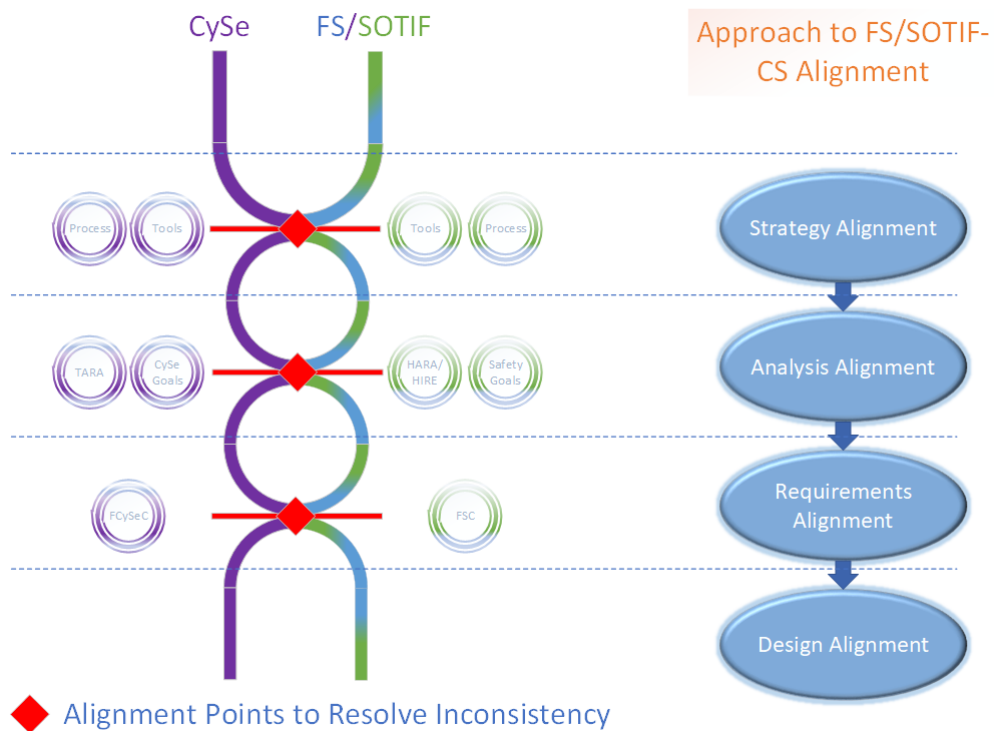 CySe
FS/SOTIF
Approach to FS/SOTIF-
CS Alignment
Process
Tools
Tools
Process
Strategy Alignment
TARA
CySe
Goals
HARA/
HIRE
Safety
Goals
Analysis Alignment
FCySeC
FSC
Requirements
Alignment
Design Alignment
Alignment Points to Resolve Inconsistency